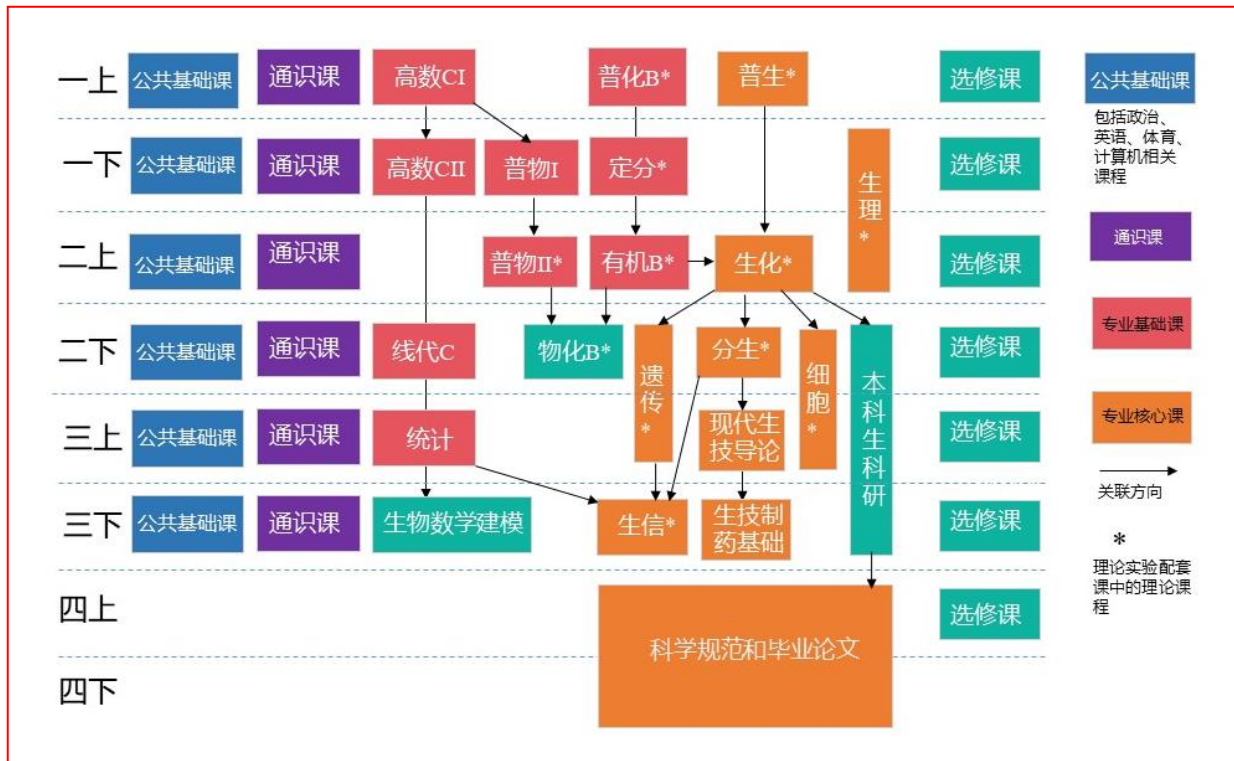 一上
公共基础课
通识课
高数CI
普化B*
普生*
选修课
一下
公共基础课
通识课
高数CII
普物I
定分*
生理*
选修课
二上
公共基础课
通识课
普物II*
有机B*
生化*
选修课
二下
公共基础课
通识课
线代C
物化B*
遗传*
分生*
细胞*
本科生科研
选修课
三上
公共基础课
通识课
统计
现代生
技导论
选修课
三下
公共基础课
通识课
生物数学建模
生信*
生技制
药基础
选修课
四上
科学规范和毕业论文
选修课
四下
公共基础课
包括政治、
英语、体育、
计算机相关
课程
通识课
专业基础课
专业核心课
关联方向
*
理论实验配套
课中的理论课
程